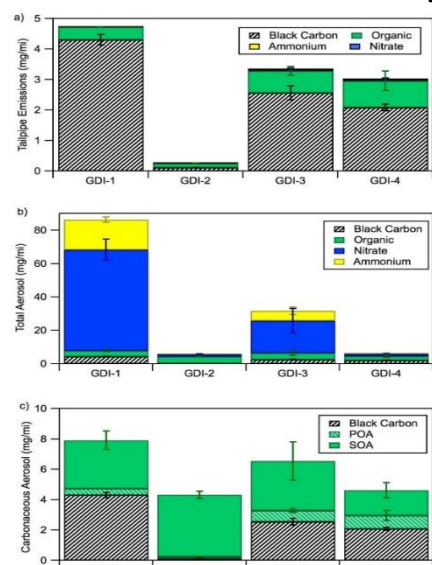 a)
Tailpipe Emissions (mg/mi)
5
4
3
2
1
0
Black Carbon Organic
Ammonium Nitrate
GDI-1 GDI-2 GDI-3 GDI-4
b)
Total Aerosol (mg/mi)
80
60
40
20
0
Black Carbon
Organic
Nitrate
Ammonium
GDI-1 GDI-2 GDI-3 GDI-4
c)
Carbonaceous Aerosol (mg/mi)
10
8
6
4
2
0
Black Carbon
POA
SOA